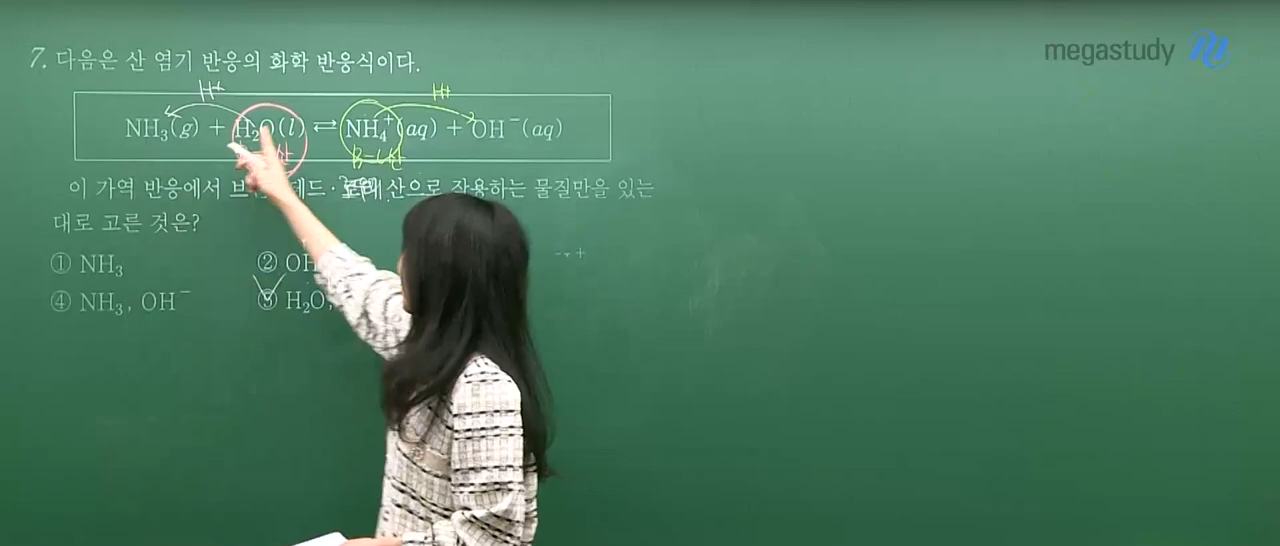 megastudy
7. 다음은 산 염기 반응의 화학 반응식이다.
H+ H+
NH₃(g) + H₂O(l) ⇄ NH₄⁺(aq) + OH⁻(aq)
산 B-L산
이 가역 반응에서 산으로 작용하는 물질만을 있는
대로 고른 것은?
① NH₃ ② OH
④ NH₃, OH⁻ ⑤ H₂O,